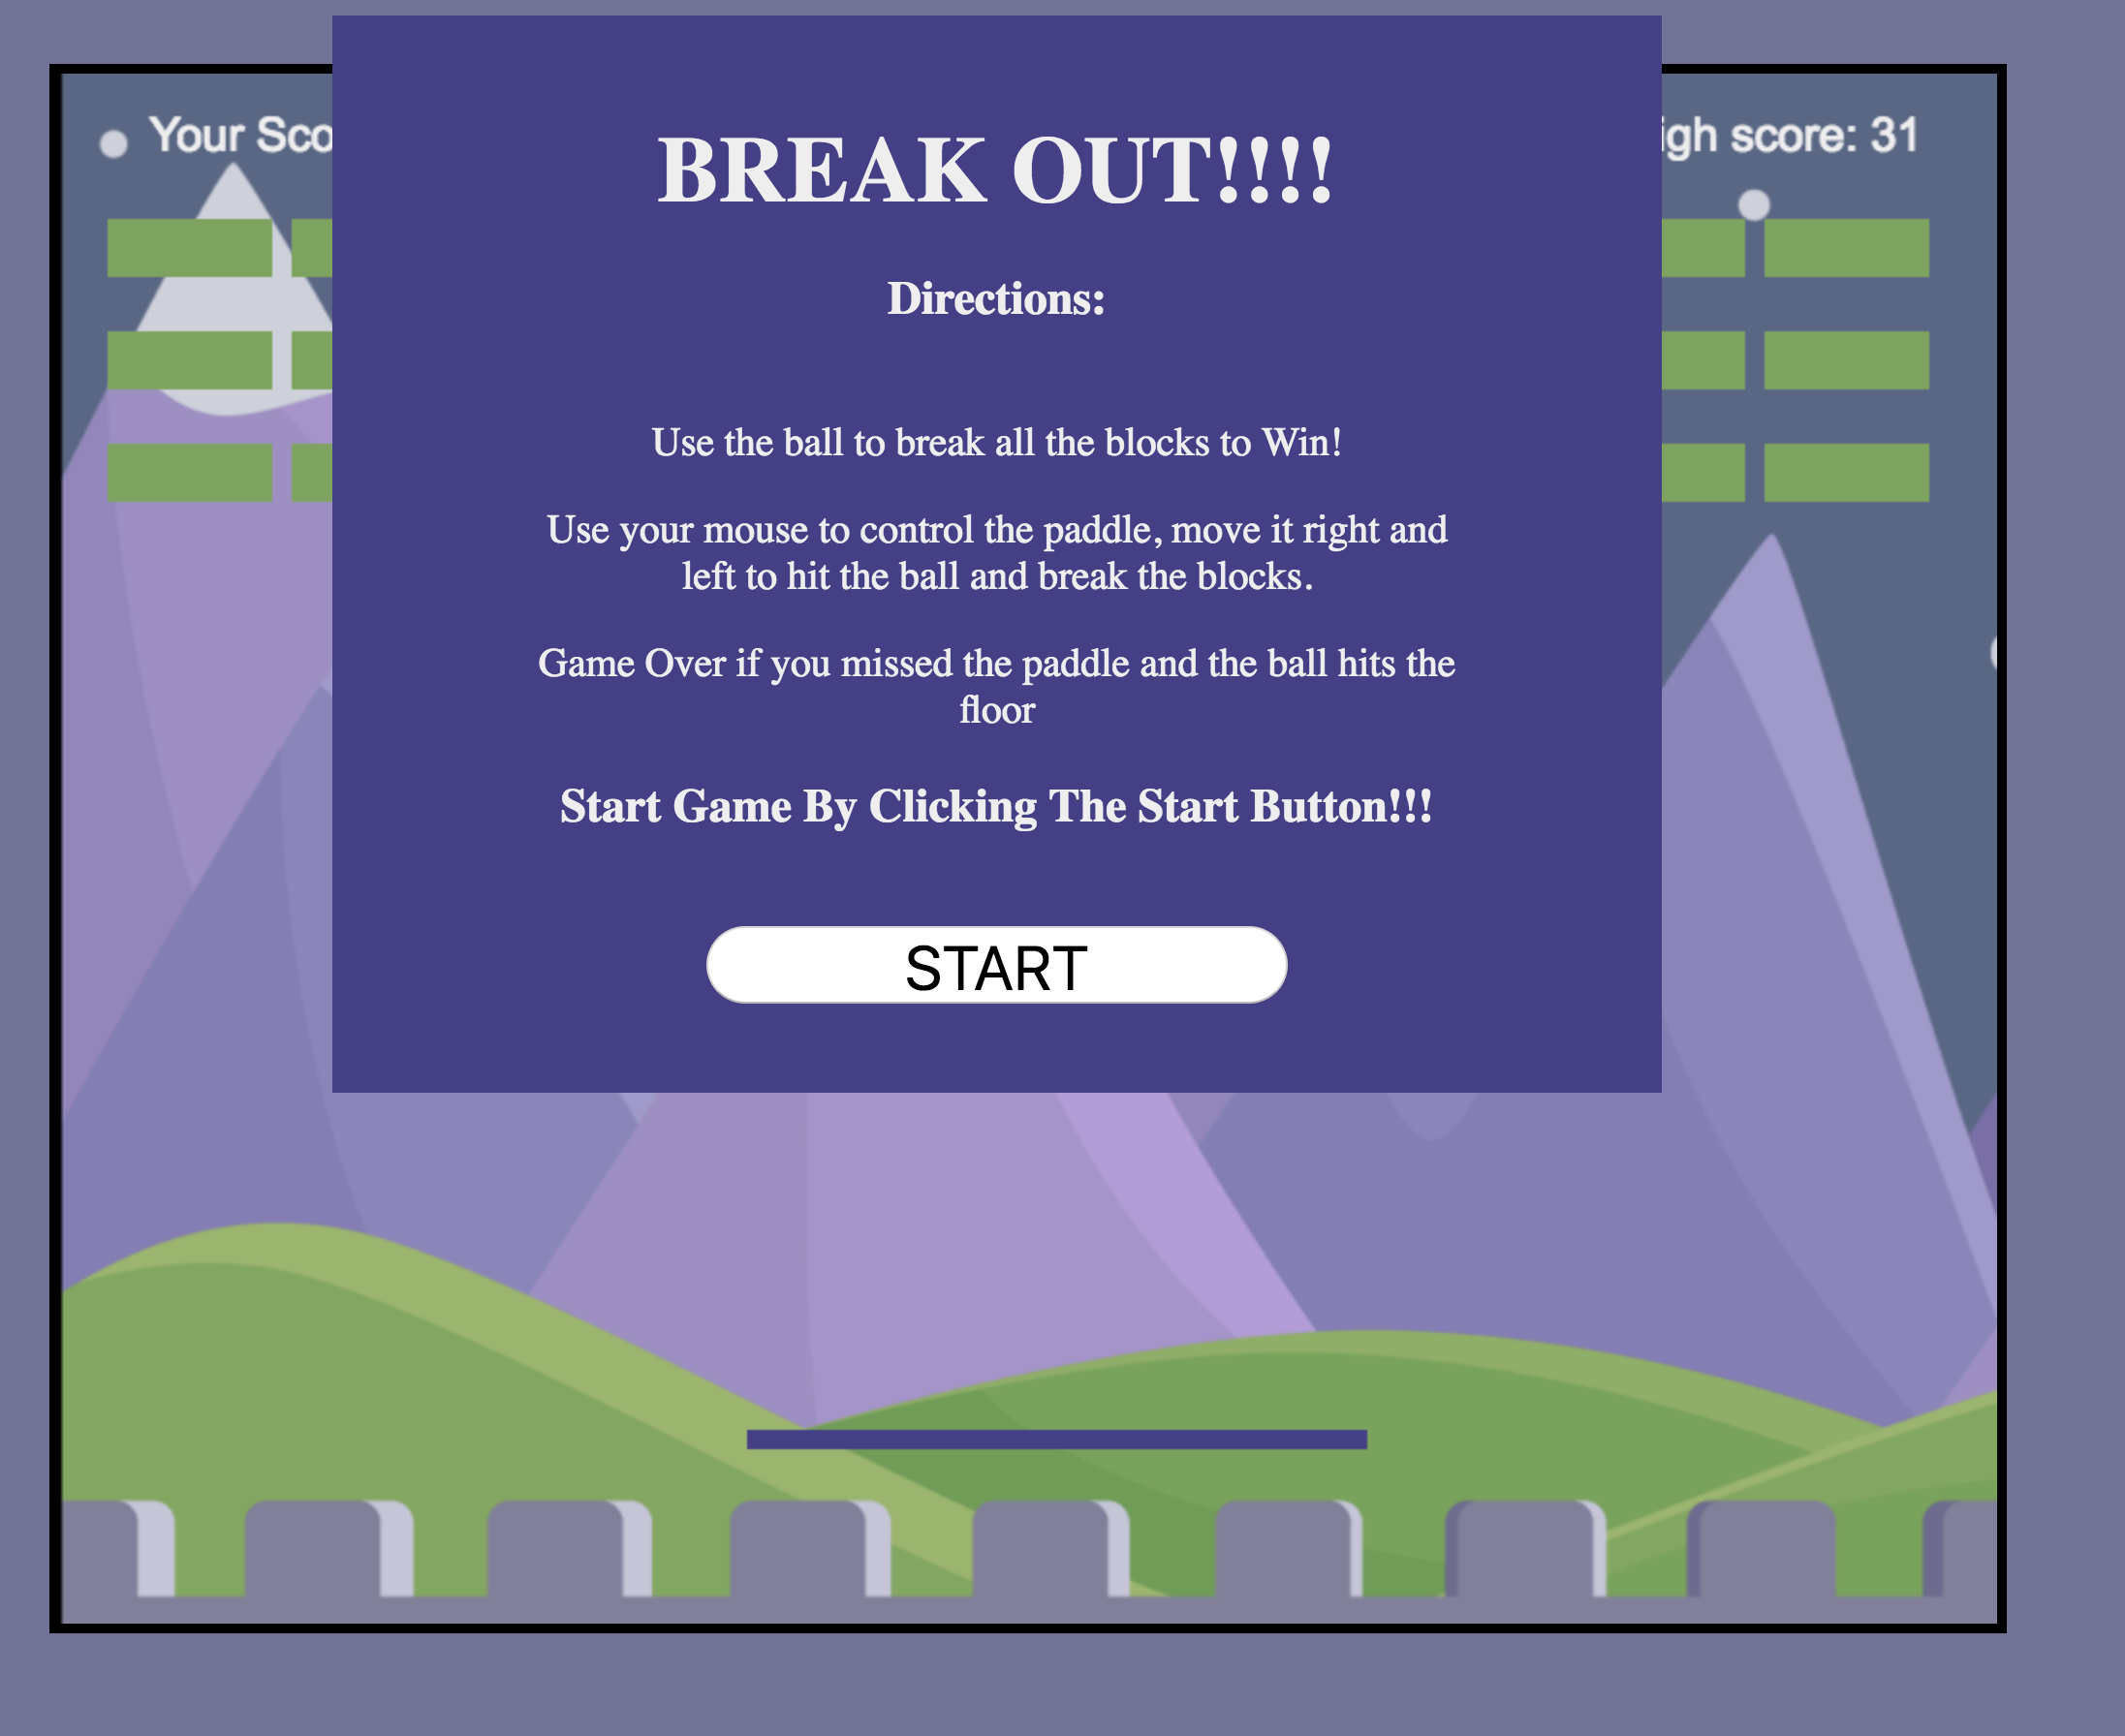 Your Sco
igh score: 31
BREAK OUT!!!!
Directions:
Use the ball to break all the blocks to Win!
Use your mouse to control the paddle, move it right and
left to hit the ball and break the blocks.
Game Over if you missed the paddle and the ball hits the
floor
Start Game By Clicking The Start Button!!!
START